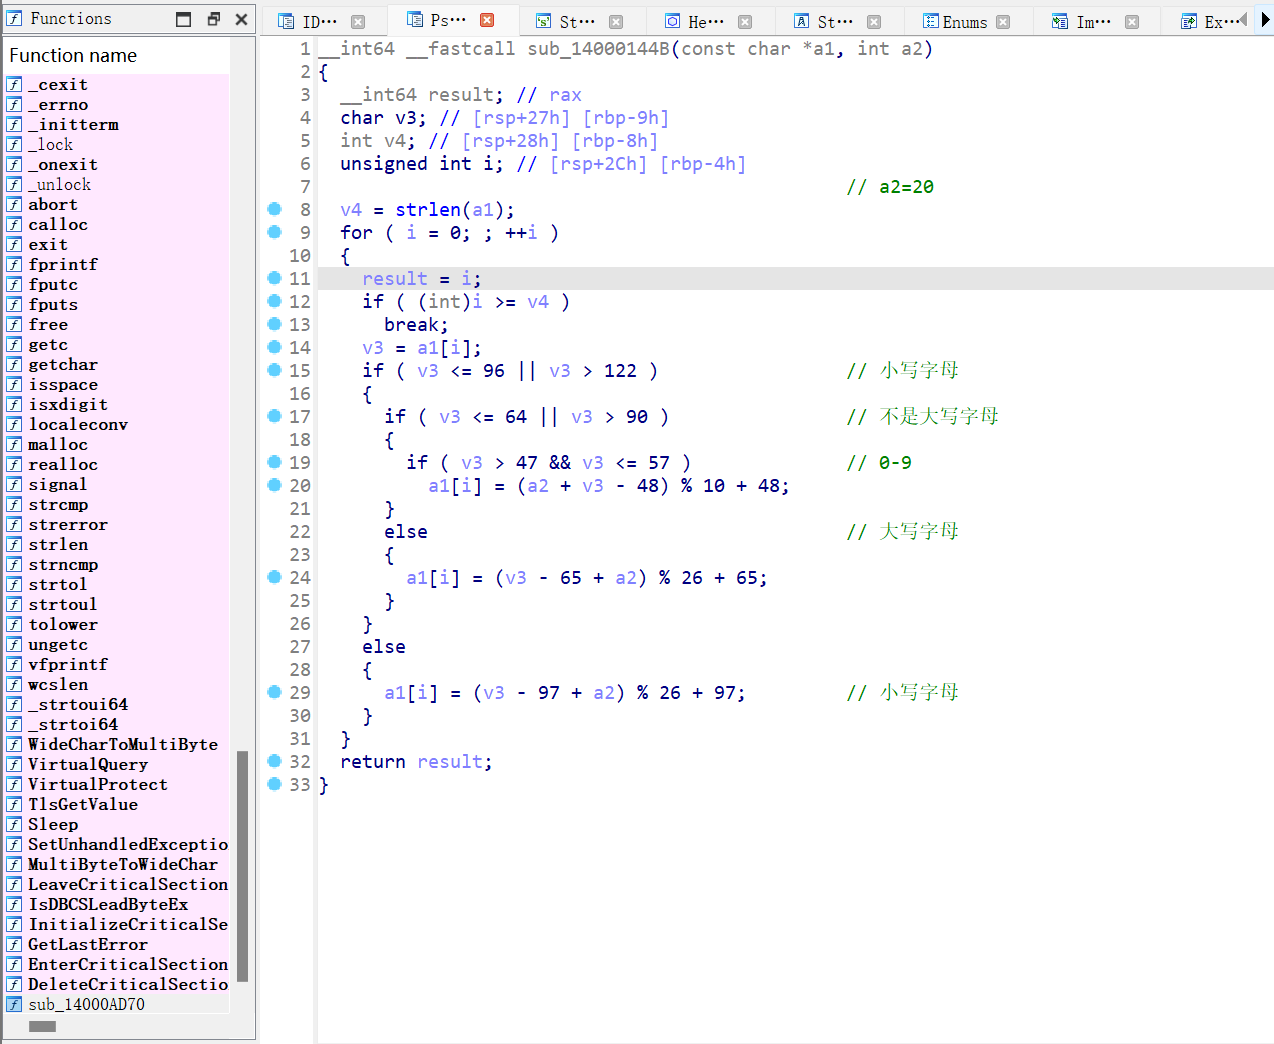 Functions
Function name
_cexit
_errno
_initterm
_lock
_onexit
_unlock
abort
calloc
exit
fprintf
fputc
fputs
free
getc
getchar
isspace
isxdigit
localeconv
malloc
realloc
signal
strcmp
strerror
strlen
strncmp
strtol
strtoul
tolower
ungetc
vfprintf
wcslen
_strtoui64
_strtoi64
WideCharToMultiByte
VirtualQuery
VirtualProtect
TlsGetValue
Sleep
SetUnhandledExceptio
MultiByteToWideChar
LeaveCriticalSection
IsDBCSLeadByteEx
InitializeCriticalSe
GetLastError
EnterCriticalSection
DeleteCriticalSectio
sub_14000AD70
ID··· Ps··· St··· He··· St··· Enums Im··· Ex···
1 __int64 __fastcall sub_14000144B(const char *a1, int a2)
2 {
3   __int64 result; // rax
4   char v3; // [rsp+27h] [rbp-9h]
5   int v4; // [rsp+28h] [rbp-8h]
6   unsigned int i; // [rsp+2Ch] [rbp-4h]
7 // a2=20
8   v4 = strlen(a1);
9   for ( i = 0; ; ++i )
10   {
11     result = i;
12     if ( (int)i >= v4 )
13       break;
14     v3 = a1[i];
15     if ( v3 <= 96 || v3 > 122 ) // 小写字母
16     {
17       if ( v3 <= 64 || v3 > 90 ) // 不是大写字母
18       {
19         if ( v3 > 47 && v3 <= 57 ) // 0-9
20           a1[i] = (a2 + v3 - 48) % 10 + 48;
21       }
22       else // 大写字母
23       {
24         a1[i] = (v3 - 65 + a2) % 26 + 65;
25       }
26     }
27     else
28     {
29       a1[i] = (v3 - 97 + a2) % 26 + 97; // 小写字母
30     }
31   }
32   return result;
33 }